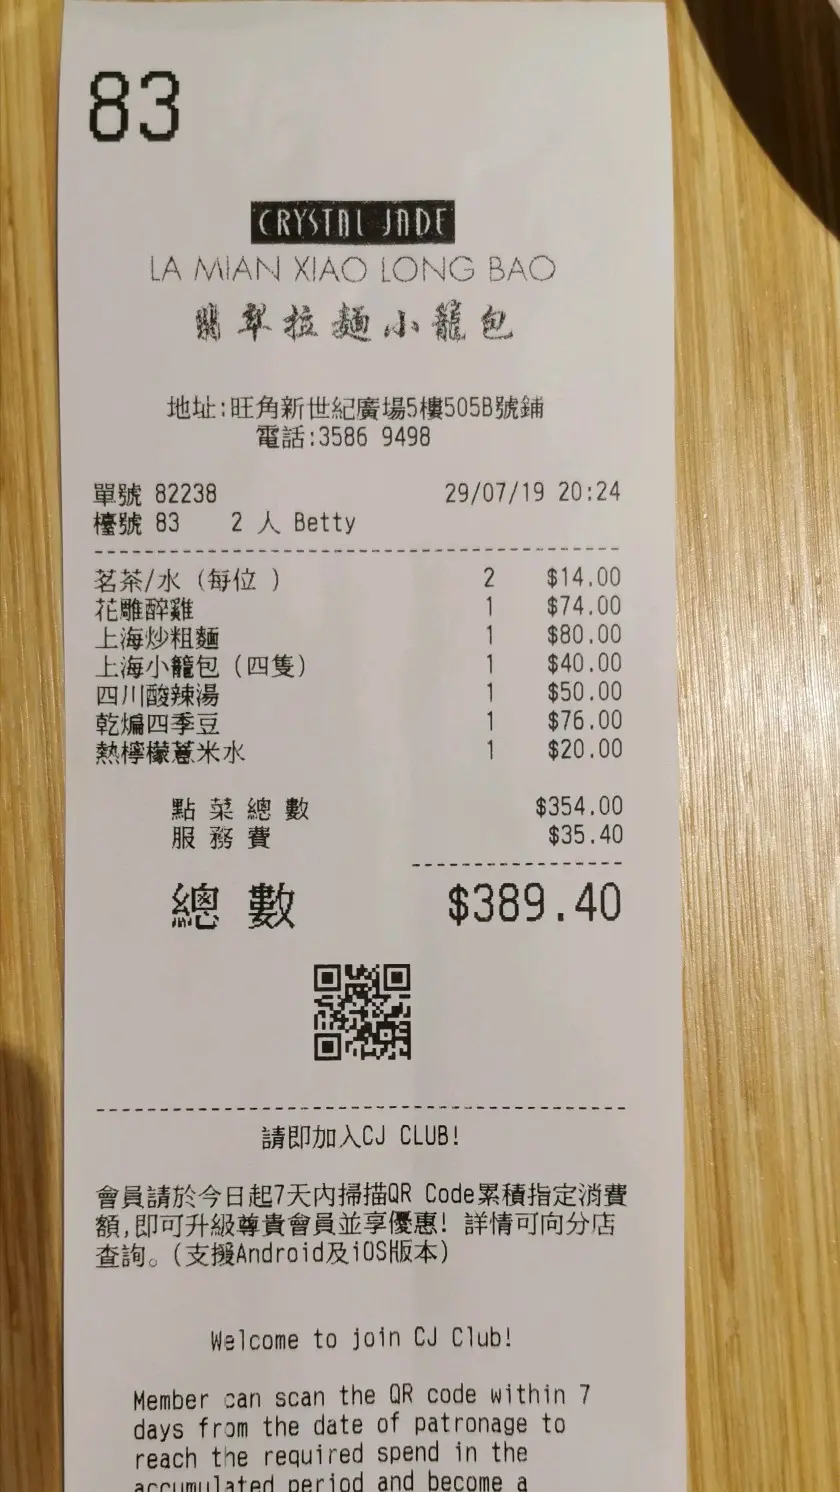 83
CRYSTAL JADE
LA MIAN XIAO LONG BAO
翡翠拉麵小籠包
地址:旺角新世紀廣場5樓505B號鋪
電話:3586 9498
單號 82238 29/07/19 20:24
檯號 83 2 人 Betty
茗茶/水 (每位 ) 2 $14.00
花雕醉雞 1 $74.00
上海炒粗麵 1 $80.00
上海小籠包 (四隻) 1 $40.00
四川酸辣湯 1 $50.00
乾煸四季豆 1 $76.00
熱檸檬薏米水 1 $20.00
點菜總數 $354.00
服務費 $35.40
總數 $389.40
請即加入CJ CLUB!
會員請於今日起7天內掃描QR Code累積指定消費
額,即可升級尊貴會員並享優惠! 詳情可向分店
查詢。(支援Android及iOS版本)
Welcome to join CJ Club!
Member can scan the QR code within 7
days from the date of patronage to
reach the required spend in the
accumulated period and become a